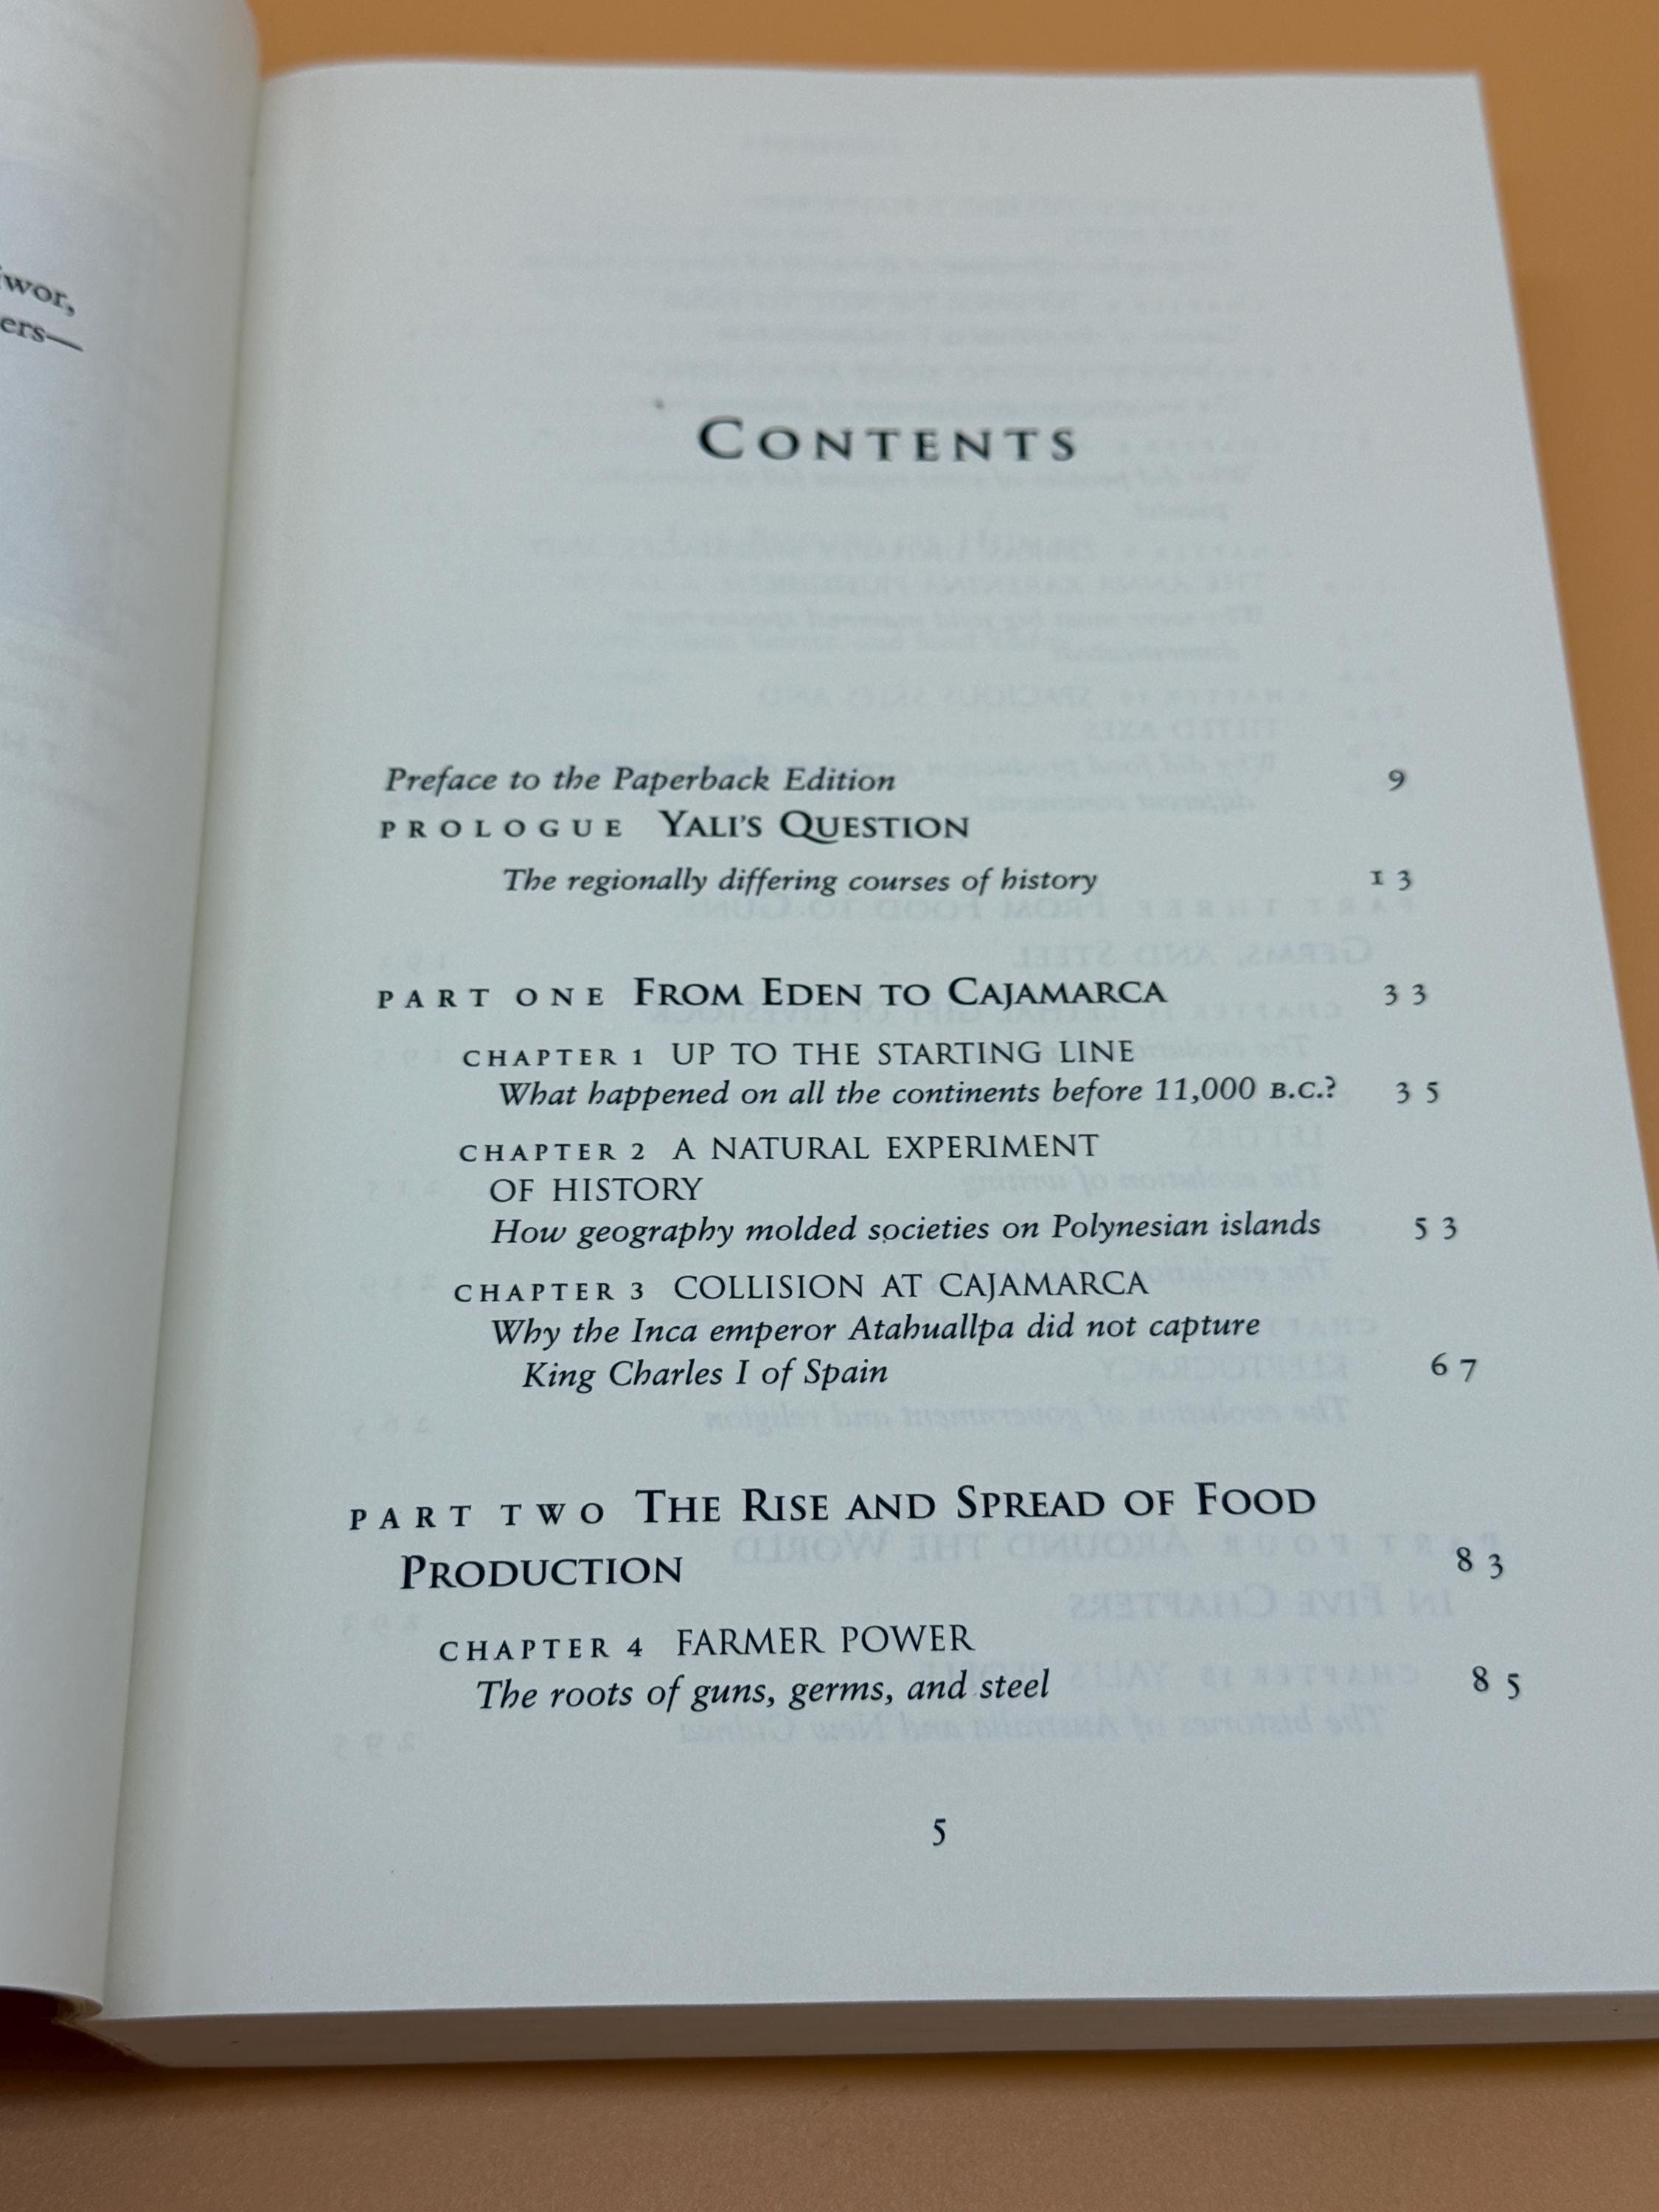 ers—
CONTENTS
Preface to the Paperback Edition 9
PROLOGUE YALI'S QUESTION
The regionally differing courses of history 13
PART ONE FROM EDEN TO CAJAMARCA 33
CHAPTER 1 UP TO THE STARTING LINE
What happened on all the continents before 11,000 B.C.? 35
CHAPTER 2 A NATURAL EXPERIMENT
OF HISTORY
How geography molded societies on Polynesian islands 53
CHAPTER 3 COLLISION AT CAJAMARCA
Why the Inca emperor Atahuallpa did not capture
King Charles I of Spain 67
PART TWO THE RISE AND SPREAD OF FOOD
PRODUCTION 83
CHAPTER 4 FARMER POWER
The roots of guns, germs, and steel 85
5